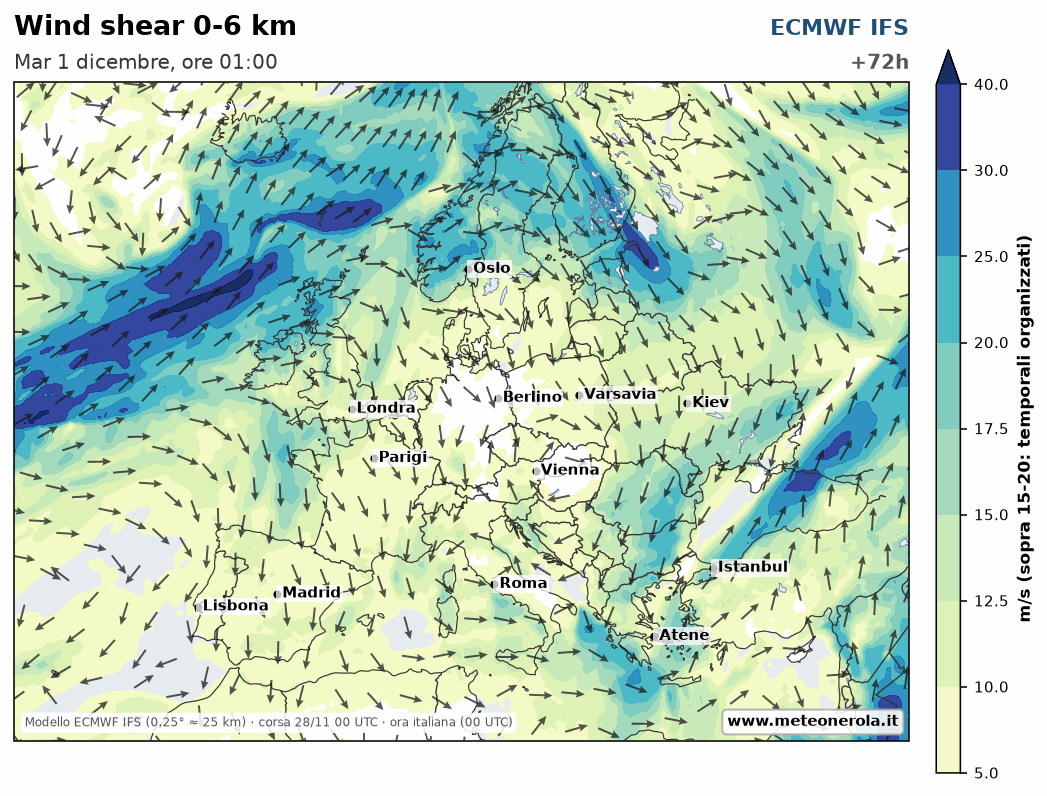 Wind shear 0-6 km
ECMWF IFS
Mar 1 dicembre, ore 01:00
+72h
40.0
30.0
25.0
20.0
17.5
15.0
12.5
10.0
5.0
m/s (sopra 15-20: temporali organizzati)
Oslo
Londra
Berlino
Varsavia
Kiev
Parigi
Vienna
Istanbul
Roma
Madrid
Lisbona
Atene
Modello ECMWF IFS (0,25° ≈ 25 km) · corsa 28/11 00 UTC · ora italiana (00 UTC)
www.meteonerola.it